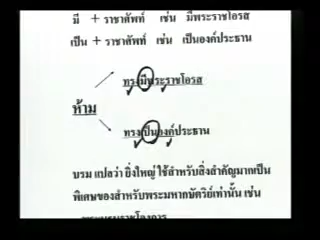 มี + ราชาศัพท์ เช่น มีพระราชโอรส
เป็น + ราชาศัพท์ เช่น เป็นองค์ประธาน
ทรงมีประราชโอรส
ห้าม
ทรงเป็นองค์ประธาน
บรม แปลว่า ยิ่งใหญ่ ใช้สำหรับสิ่งสำคัญมากเป็น
พิเศษของสำหรับพระมหากษัตริย์เท่านั้น เช่น